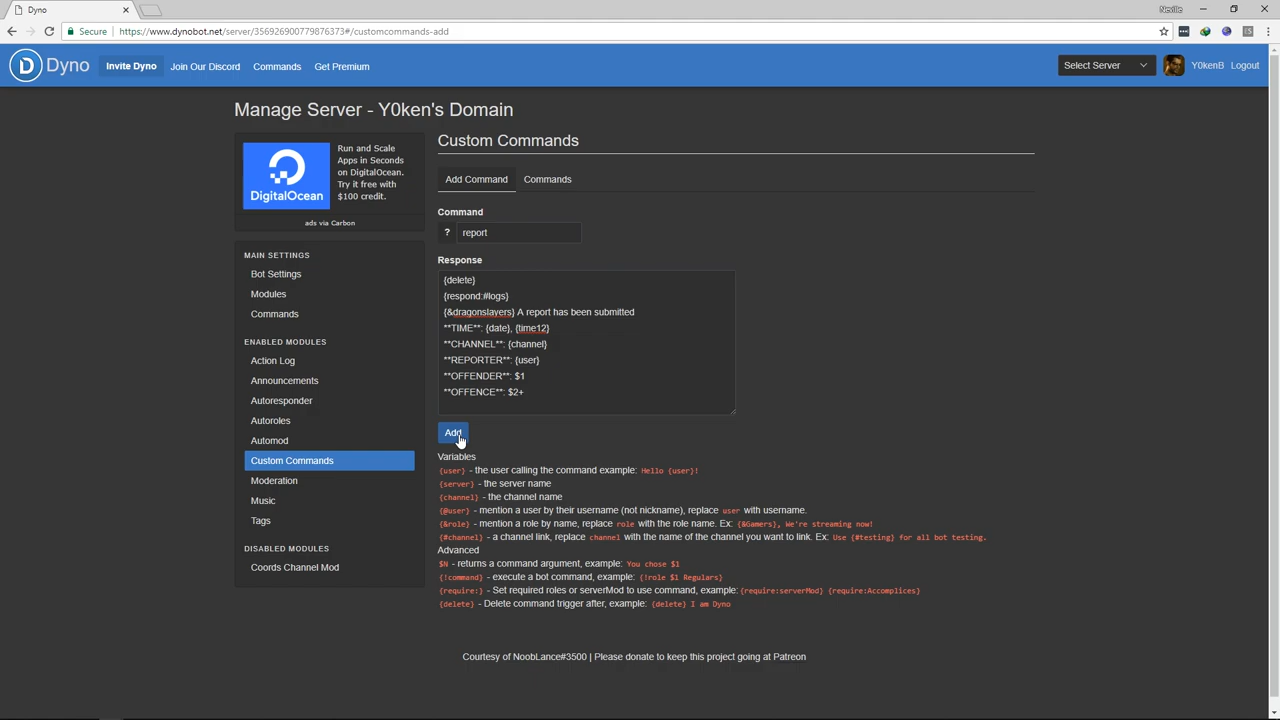 Dyno
Neville
Secure
https://www.dynobot.net/server/356926900779876373#/customcommands-add
Dyno
Invite Dyno
Join Our Discord
Commands
Get Premium
Select Server
Y0kenB
Logout
Manage Server - Y0ken's Domain
DigitalOcean
Run and Scale
Apps in Seconds
on DigitalOcean.
Try it free with
$100 credit.
ads via Carbon
MAIN SETTINGS
Bot Settings
Modules
Commands
ENABLED MODULES
Action Log
Announcements
Autoresponder
Autoroles
Automod
Custom Commands
Moderation
Music
Tags
DISABLED MODULES
Coords Channel Mod
Custom Commands
Add Command
Commands
Command
? report
Response
{delete}
{respond:#logs}
{&dragonslayers} A report has been submitted
**TIME**: {date}, {time12}
**CHANNEL**: {channel}
**REPORTER**: {user}
**OFFENDER**: $1
**OFFENCE**: $2+
Add
Variables
{user} - the user calling the command example: Hello {user}!
{server} - the server name
{channel} - the channel name
{@user} - mention a user by their username (not nickname), replace user with username.
{&role} - mention a role by name, replace role with the role name. Ex: {&Gamers}, We're streaming now!
{#channel} - a channel link, replace channel with the name of the channel you want to link. Ex: Use {#testing} for all bot testing.
Advanced
$N - returns a command argument, example: You chose $1
{!command} - execute a bot command, example: {!role $1 Regulars}
{require:} - Set required roles or serverMod to use command, example: {require:serverMod} {require:Accomplices}
{delete} - Delete command trigger after, example: {delete} I am Dyno
Courtesy of NoobLance#3500 | Please donate to keep this project going at Patreon